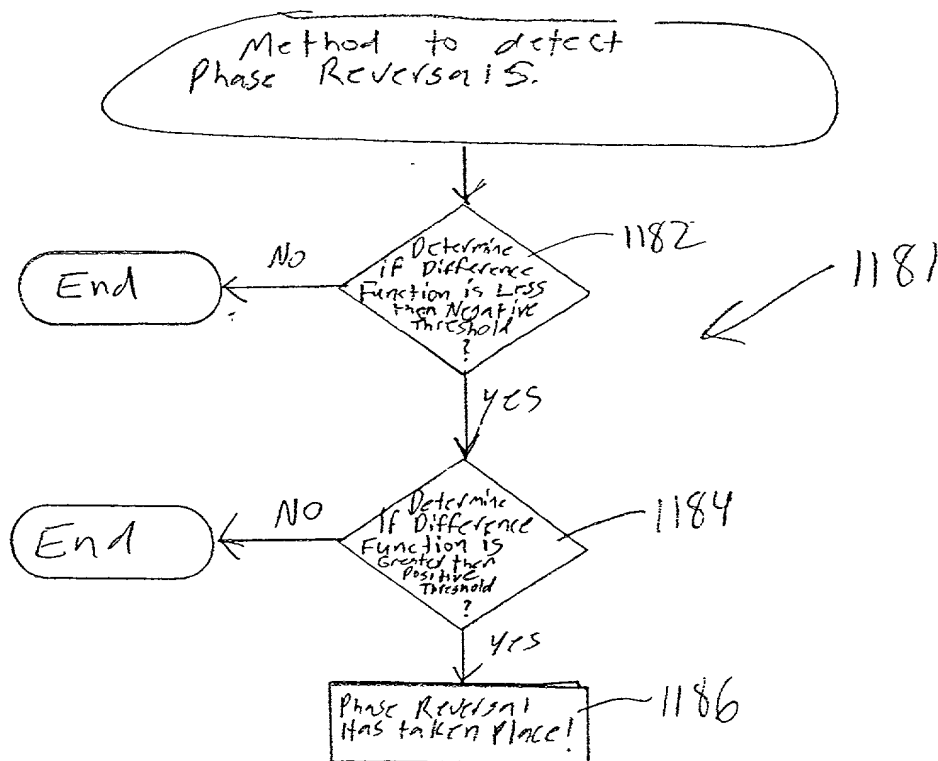 Method to detect
Phase Reversals.
Determine
if Difference
Function is Less
then Negative
Threshold
?
1182
1181
No
End
yes
Determine
If Difference
Function is
Greater then
Positive
Threshold
?
1184
No
End
yes
Phase Reversal
Has taken Place!
1186